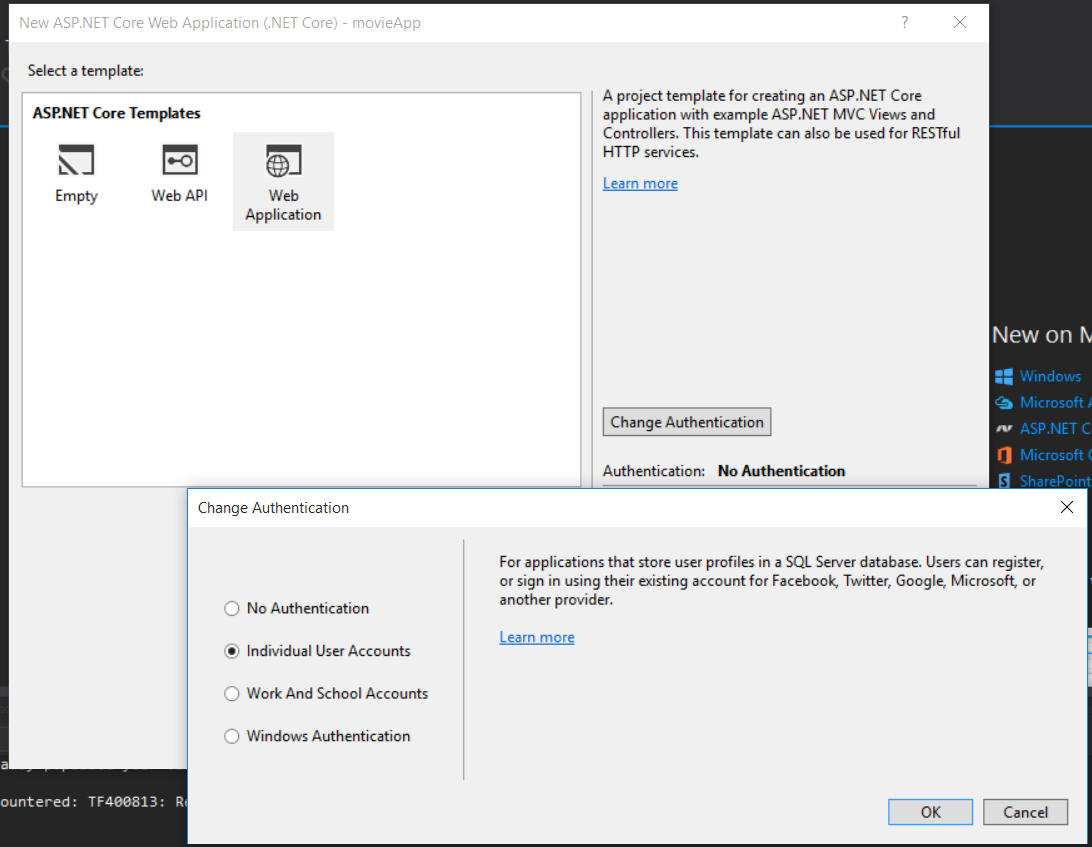 New ASP.NET Core Web Application (.NET Core) - movieApp
?
Select a template:
ASP.NET Core Templates
Empty
Web API
Web
Application
A project template for creating an ASP.NET Core
application with example ASP.NET MVC Views and
Controllers. This template can also be used for RESTful
HTTP services.
Learn more
Change Authentication
Authentication: No Authentication
New on M
Windows
Microsoft A
ASP.NET C
Microsoft
SharePoint
Change Authentication
No Authentication
Individual User Accounts
Work And School Accounts
Windows Authentication
For applications that store user profiles in a SQL Server database. Users can register,
or sign in using their existing account for Facebook, Twitter, Google, Microsoft, or
another provider.
Learn more
OK
Cancel
ountered: TF400813: Re